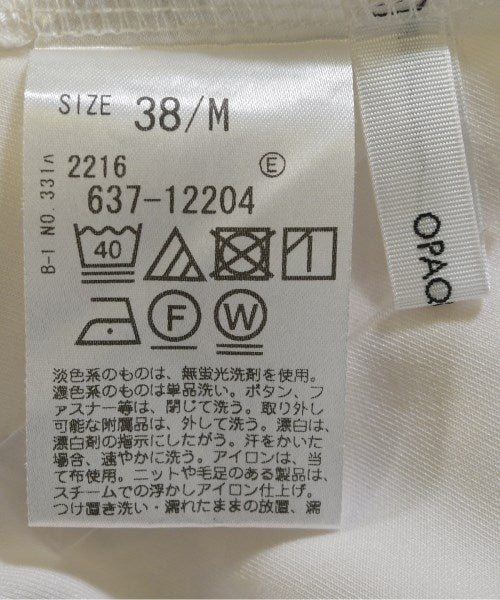 SIZE 38/M
2216 Ⓔ
637-12204
B-1 NO. 331
40
F W
淡色系のものは、無蛍光洗剤を使用。
濃色系のものは単品洗い。ボタン、フ
ァスナー等は、閉じて洗う。取り外し
可能な附属品は、外して洗う。漂白は、
漂白剤の指示にしたがう。汗をかいた
場合、速やかに洗う。アイロンは、当
て布使用。ニットや毛足のある製品は、
スチームでの浮かしアイロン仕上げ。
つけ置き洗い・濡れたままの放置、濡
OPAQ